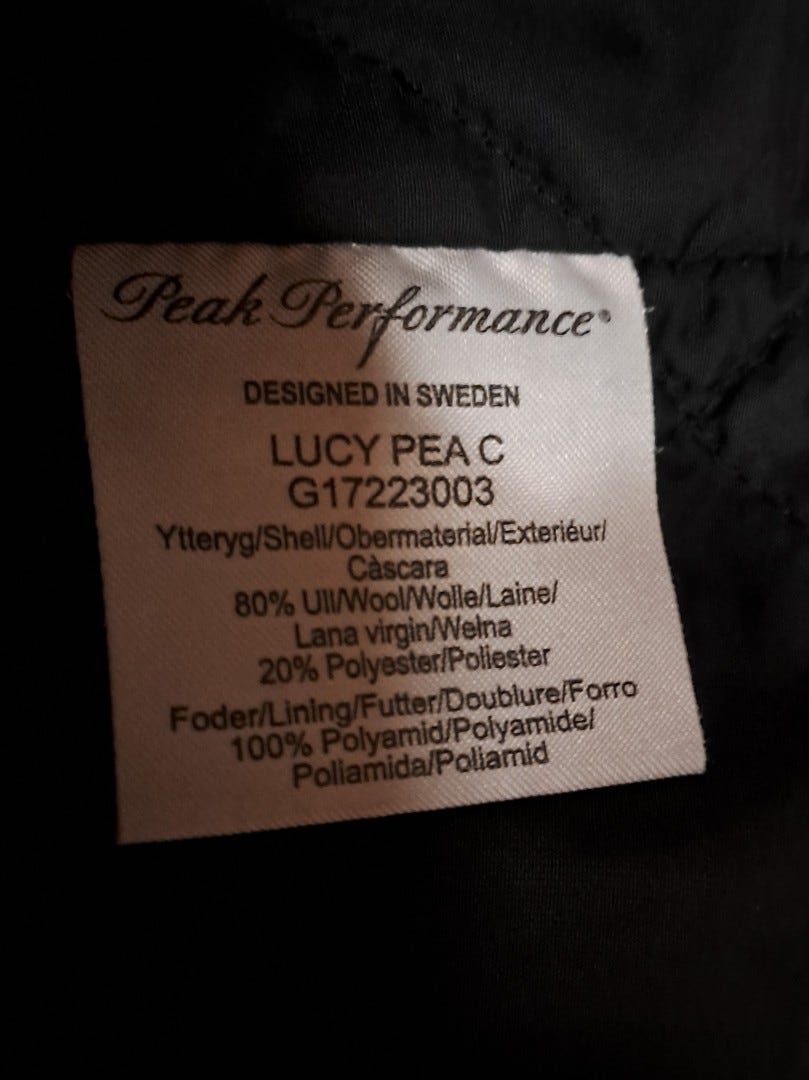 Peak Performance®
DESIGNED IN SWEDEN
LUCY PEA C
G17223003
Ytteryg/Shell/Obermaterial/Exteriéur/
Càscara
80% Ull/Wool/Wolle/Laine/
Lana virgin/Wełna
20% Polyester/Poliester
Foder/Lining/Futter/Doublure/Forro
100% Polyamid/Polyamide/
Poliamida/Poliamid